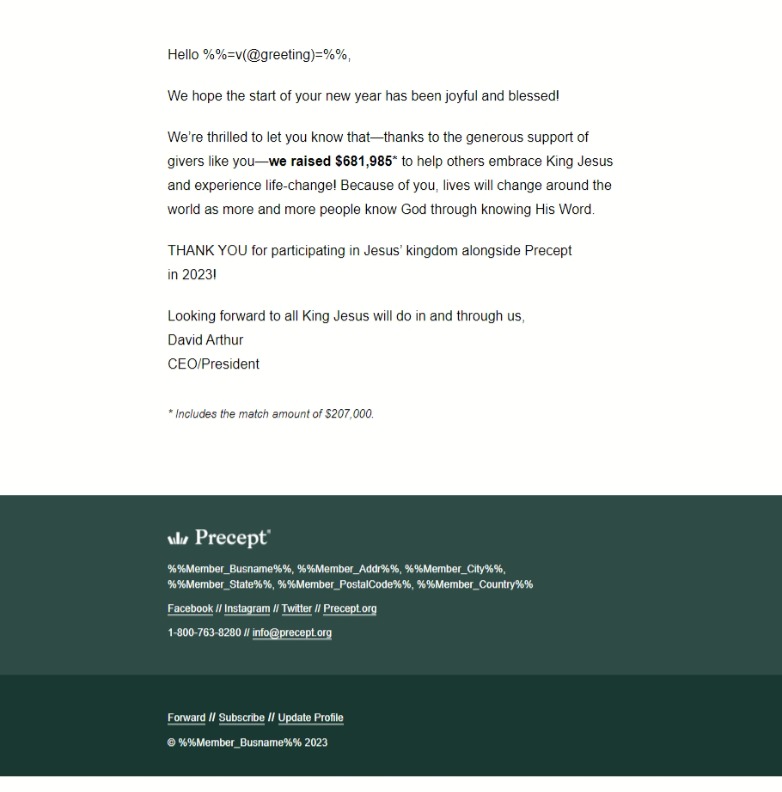 Hello %%=v(@greeting)=%%,
We hope the start of your new year has been joyful and blessed!
We're thrilled to let you know that—thanks to the generous support of
givers like you—we raised $681,985* to help others embrace King Jesus
and experience life-change! Because of you, lives will change around the
world as more and more people know God through knowing His Word.
THANK YOU for participating in Jesus' kingdom alongside Precept
in 2023!
Looking forward to all King Jesus will do in and through us,
David Arthur
CEO/President
* Includes the match amount of $207,000.
Precept®
%%Member_Busname%%, %%Member_Addr%%, %%Member_City%%,
%%Member_State%%, %%Member_PostalCode%%, %%Member_Country%%
Facebook // Instagram // Twitter // Precept.org
1-800-763-8280 // info@precept.org
Forward // Subscribe // Update Profile
© %%Member_Busname%% 2023